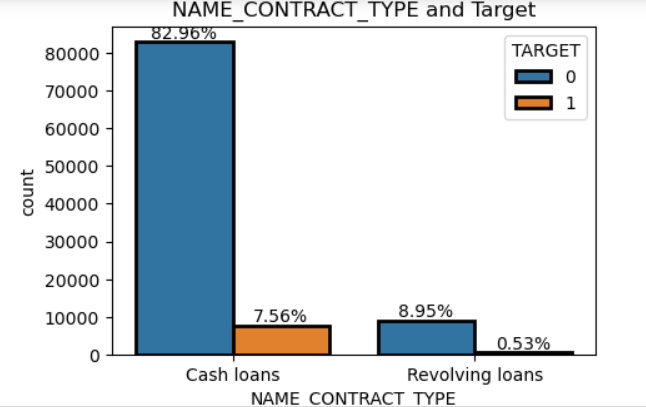 NAME_CONTRACT_TYPE and Target
82.96%
80000
70000
60000
50000
40000
30000
20000
10000
0
count
TARGET
0
1
7.56%
8.95%
0.53%
Cash loans
Revolving loans
NAME_CONTRACT_TYPE